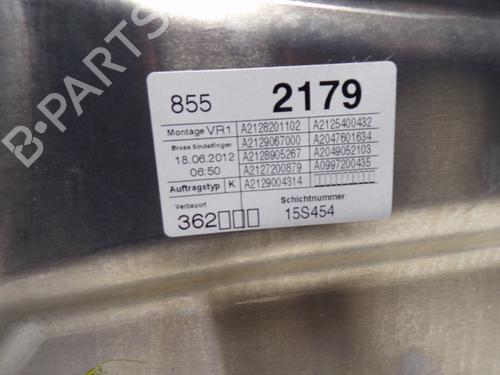 855 2179
Montage VR1 A2128201102 A2125400432
Brose Sindelfingen A2129067000 A2047601634
18.06.2012 A2128905267 A2049052103
06:50 A2127200879 A0997200435
Auftragstyp K A2129004314
Verbauort Schichtnummer
362 15S454
B-PARTS